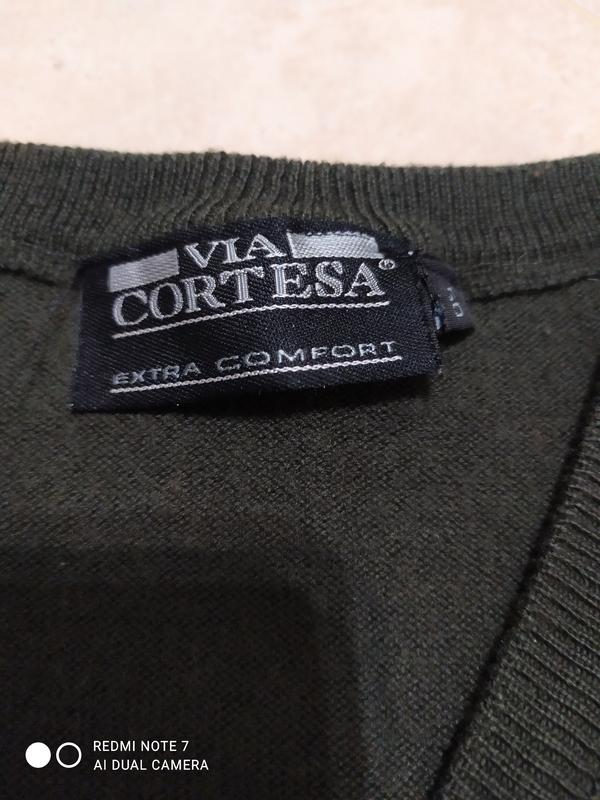 VIA
CORTESA®
EXTRA COMFORT
REDMI NOTE 7
AI DUAL CAMERA